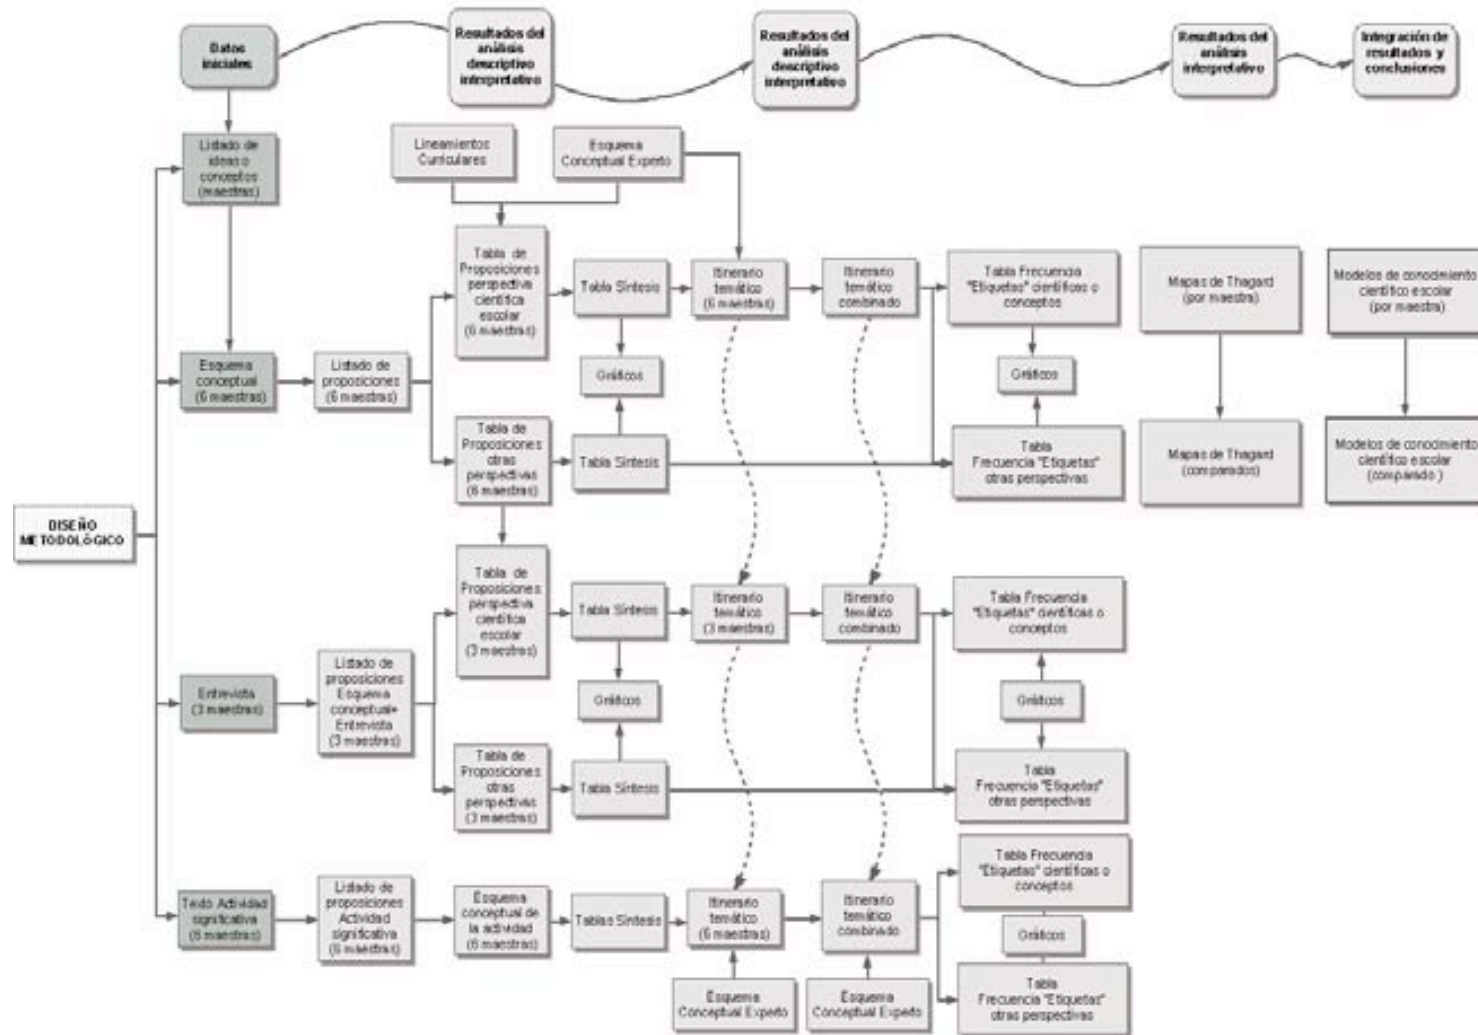 Datos
iniciales
Resultados del
análisis
descriptivo
interpretativo
Resultados del
análisis
descriptivo
interpretativo
Resultados del
análisis
interpretativo
Integración de
resultados y
conclusiones
Listado de
ideas o
conceptos
(maestras)
Lineamientos
Curriculares
Esquema
Conceptual Experto
Tabla de
Proposiciones
perspectiva
científica
escolar
(6 maestras)
Tabla Síntesis
Itinerario
temático
(6 maestras)
Itinerario
temático
combinado
Tabla Frecuencia
"Etiquetas" científicas o
conceptos
Mapas de Thagard
(por maestra)
Modelos de conocimiento
científico escolar
(por maestra)
Esquema
conceptual
(6 maestras)
Listado de
proposiciones
(6 maestras)
Gráficos
Gráficos
Tabla de
Proposiciones
otras
perspectivas
(6 maestras)
Tabla Síntesis
Tabla
Frecuencia "Etiquetas"
otras perspectivas
Mapas de Thagard
(comparados)
Modelos de conocimiento
científico escolar
(comparado )
DISEÑO
METODOLÓGICO
Tabla de
Proposiciones
perspectiva
científica
escolar
(3 maestras)
Tabla Síntesis
Itinerario
temático
(3 maestras)
Itinerario
temático
combinado
Tabla Frecuencia
"Etiquetas" científicas o
conceptos
Entrevista
(3 maestras)
Listado de
proposiciones
Esquema
conceptual+
Entrevista
(3 maestras)
Gráficos
Gráficos
Tabla de
Proposiciones
otras
perspectivas
(3 maestras)
Tabla Síntesis
Tabla
Frecuencia "Etiquetas"
otras perspectivas
Texto Actividad
significativa
(6 maestras)
Listado de
proposiciones
Actividad
significativa
(6 maestras)
Esquema
conceptual de
la actividad
(6 maestras)
Tablas Síntesis
Itinerario
temático
(6 maestras)
Itinerario
temático
combinado
Tabla Frecuencia
"Etiquetas" científicas o
conceptos
Gráficos
Tabla
Frecuencia "Etiquetas"
otras perspectivas
Esquema
Conceptual Experto
Esquema
Conceptual Experto